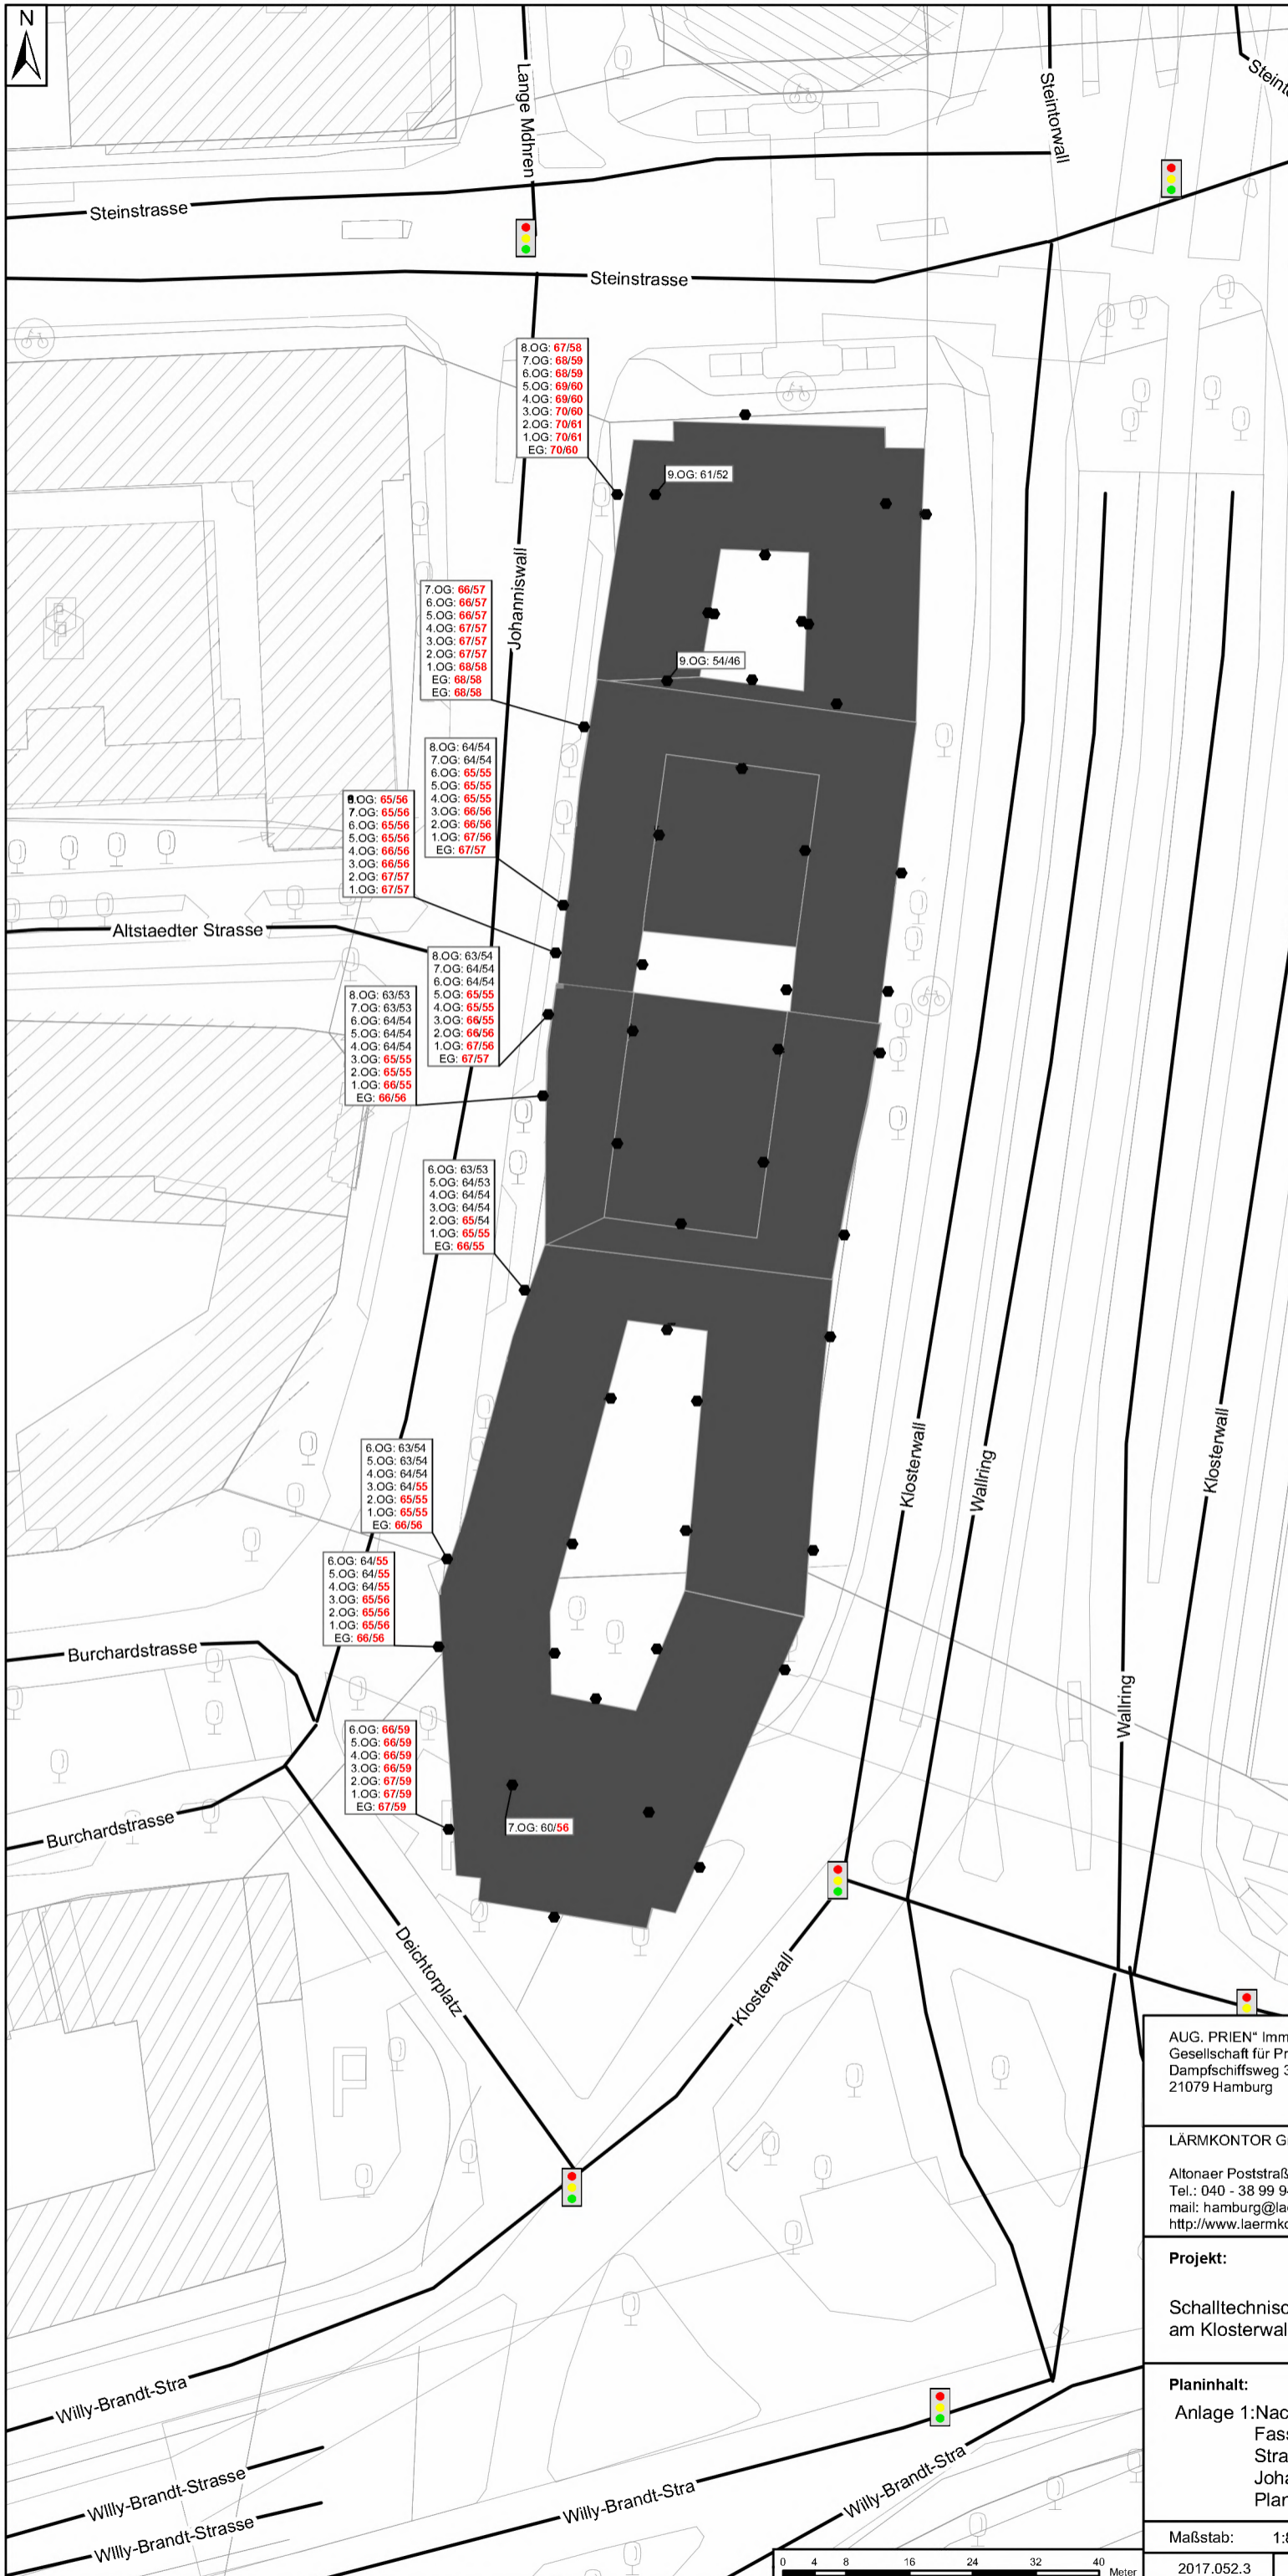 N
Lange Mdhren
Steintorwall
Steinstrasse
Steinstrasse
8.OG: 67/58
7.OG: 68/59
6.OG: 68/59
5.OG: 69/60
4.OG: 69/60
3.OG: 70/60
2.OG: 70/61
1.OG: 70/61
EG: 70/60
9.OG: 61/52
Johanniswall
7.OG: 66/57
6.OG: 66/57
5.OG: 66/57
4.OG: 67/57
3.OG: 67/57
2.OG: 67/57
1.OG: 68/58
EG: 68/58
EG: 68/58
9.OG: 54/46
8.OG: 64/54
7.OG: 64/54
6.OG: 65/55
5.OG: 65/55
4.OG: 65/55
3.OG: 66/56
2.OG: 66/56
1.OG: 67/56
EG: 67/57
8.OG: 65/56
7.OG: 65/56
6.OG: 65/56
5.OG: 65/56
4.OG: 66/56
3.OG: 66/56
2.OG: 67/57
1.OG: 67/57
Altstaedter Strasse
8.OG: 63/54
7.OG: 64/54
6.OG: 64/54
5.OG: 65/55
4.OG: 65/55
3.OG: 66/55
2.OG: 66/56
1.OG: 67/56
EG: 67/57
8.OG: 63/53
7.OG: 63/53
6.OG: 64/54
5.OG: 64/54
4.OG: 64/54
3.OG: 65/55
2.OG: 65/55
1.OG: 66/55
EG: 66/56
6.OG: 63/53
5.OG: 64/53
4.OG: 64/54
3.OG: 64/54
2.OG: 65/54
1.OG: 65/55
EG: 66/55
6.OG: 63/54
5.OG: 63/54
4.OG: 64/54
3.OG: 64/55
2.OG: 65/55
1.OG: 65/55
EG: 66/56
Klosterwall
Wallring
Klosterwall
6.OG: 64/55
5.OG: 64/55
4.OG: 64/55
3.OG: 65/56
2.OG: 65/56
1.OG: 65/56
EG: 66/56
Burchardstrasse
Wallring
6.OG: 66/59
5.OG: 66/59
4.OG: 66/59
3.OG: 66/59
2.OG: 67/59
1.OG: 67/59
EG: 67/59
7.OG: 60/56
Burchardstrasse
Deichtorplatz
Klosterwall
AUG. PRIEN" Imm
Gesellschaft für Pr
Dampfschiffsweg 3
21079 Hamburg
LÄRMKONTOR G
Altonaer Poststraß
Tel.: 040 - 38 99 9
mail: hamburg@la
http://www.laermko
Projekt:
Schalltechnisc
am Klosterwal
Planinhalt:
Anlage 1:Nac
Fass
Stra
Joha
Plan
Willy-Brandt-Stra
WIlly-Brandt-Strasse
WIlly-Brandt-Strasse
Willy-Brandt-Stra
Willy-Brandt-Stra
Maßstab: 1:8
0 4 8 16 24 32 40
Meter
2017.052.3